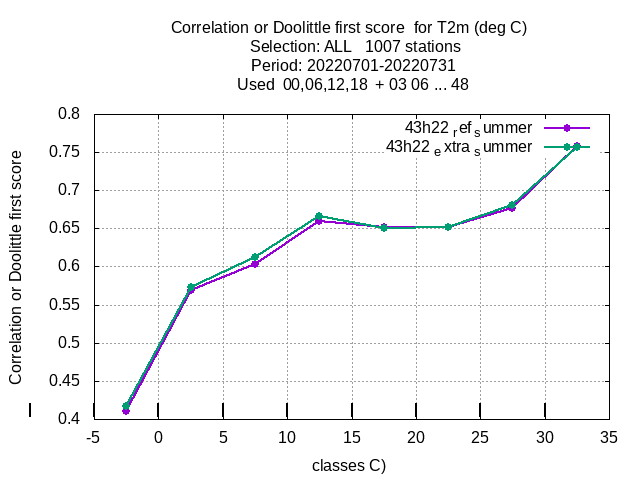 Correlation or Doolittle first score  for T2m (deg C)
Selection: ALL   1007 stations
Period: 20220701-20220731
Used  00,06,12,18  + 03 06 ... 48
Correlation or Doolittle first score
0.8
0.75
0.7
0.65
0.6
0.55
0.5
0.45
0.4
43h22 ref summer
43h22 extra summer
-5 0 5 10 15 20 25 30 35
classes C)